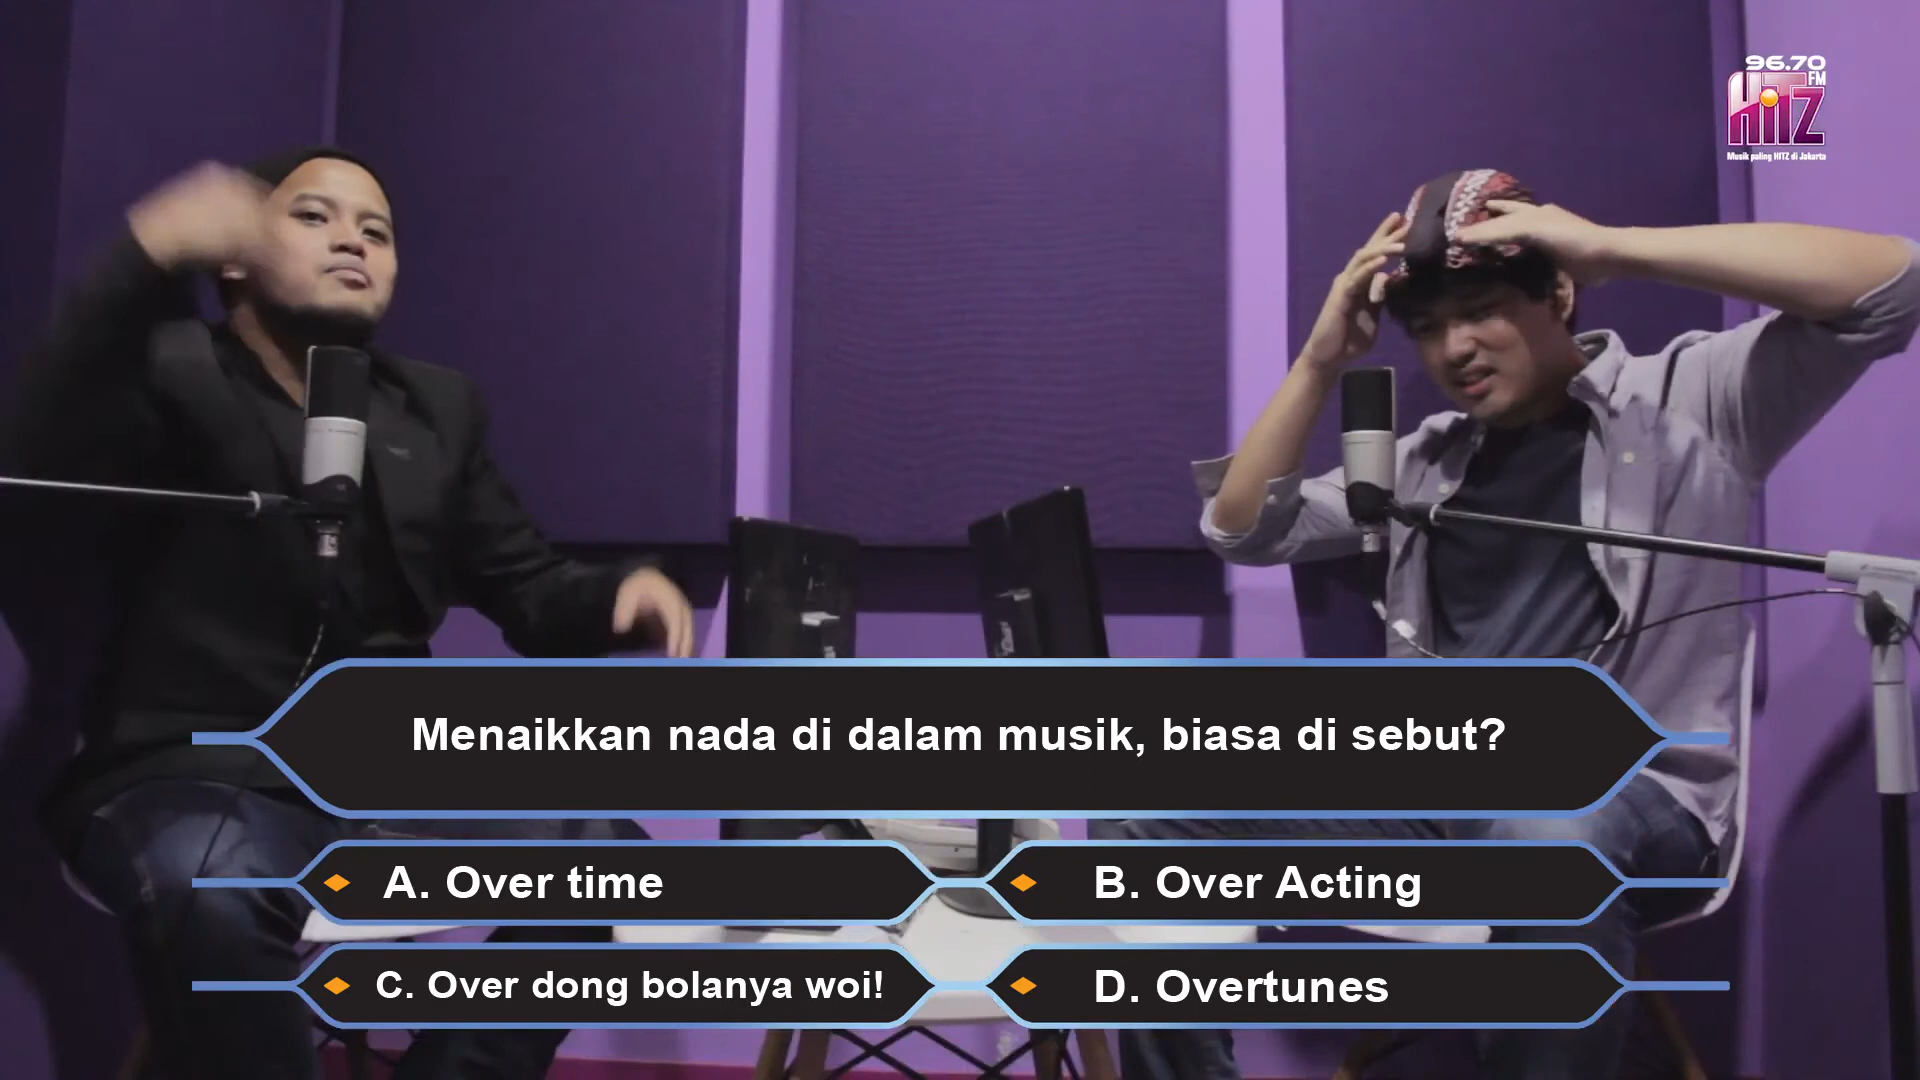 96.70
FM
HiTZ
Musik paling HITZ di Jakarta
Menaikkan nada di dalam musik, biasa di sebut?
A. Over time
B. Over Acting
C. Over dong bolanya woi!
D. Overtunes